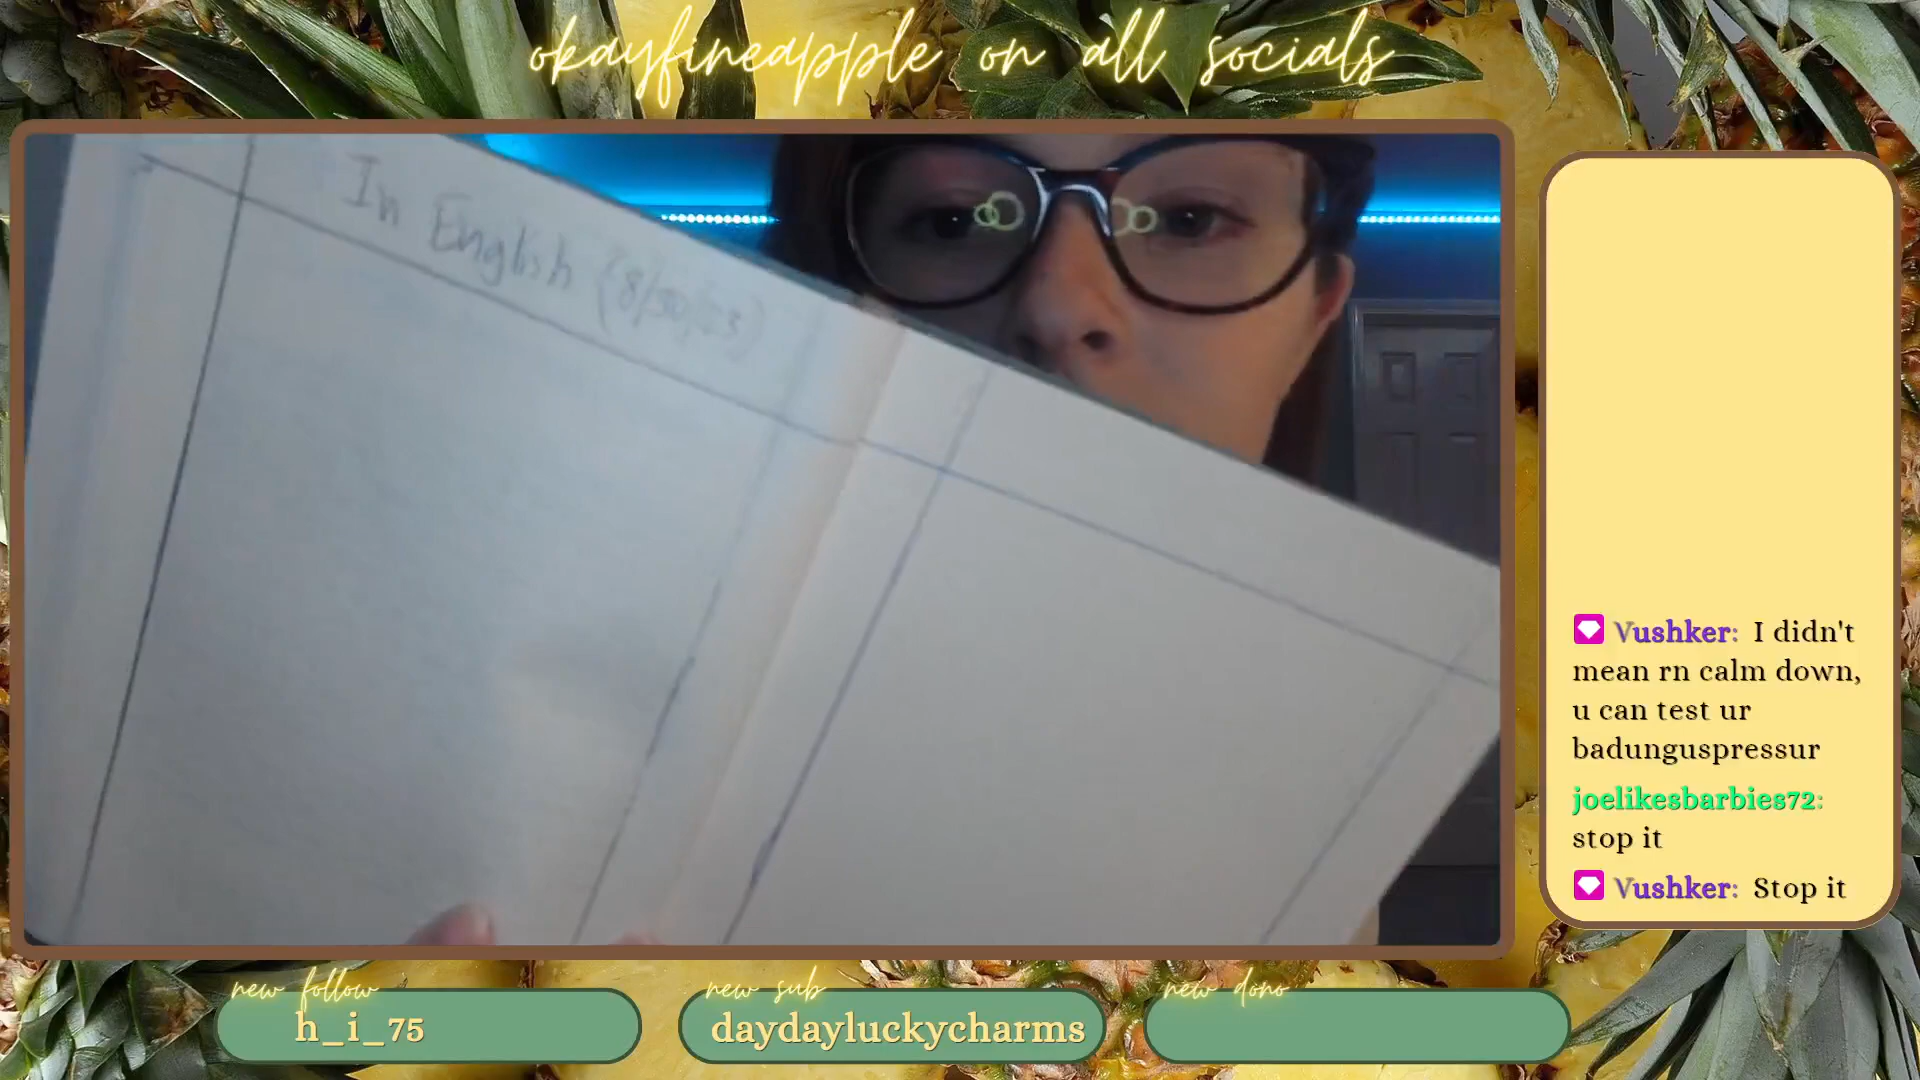 okayfineapple on all socials
In English (8/30/23)
Vushker: I didn't
mean rn calm down,
u can test ur
badunguspressur
joelikesbarbies72:
stop it
Vushker: Stop it
new follow
h_i_75
new sub
daydayluckycharms
new dono